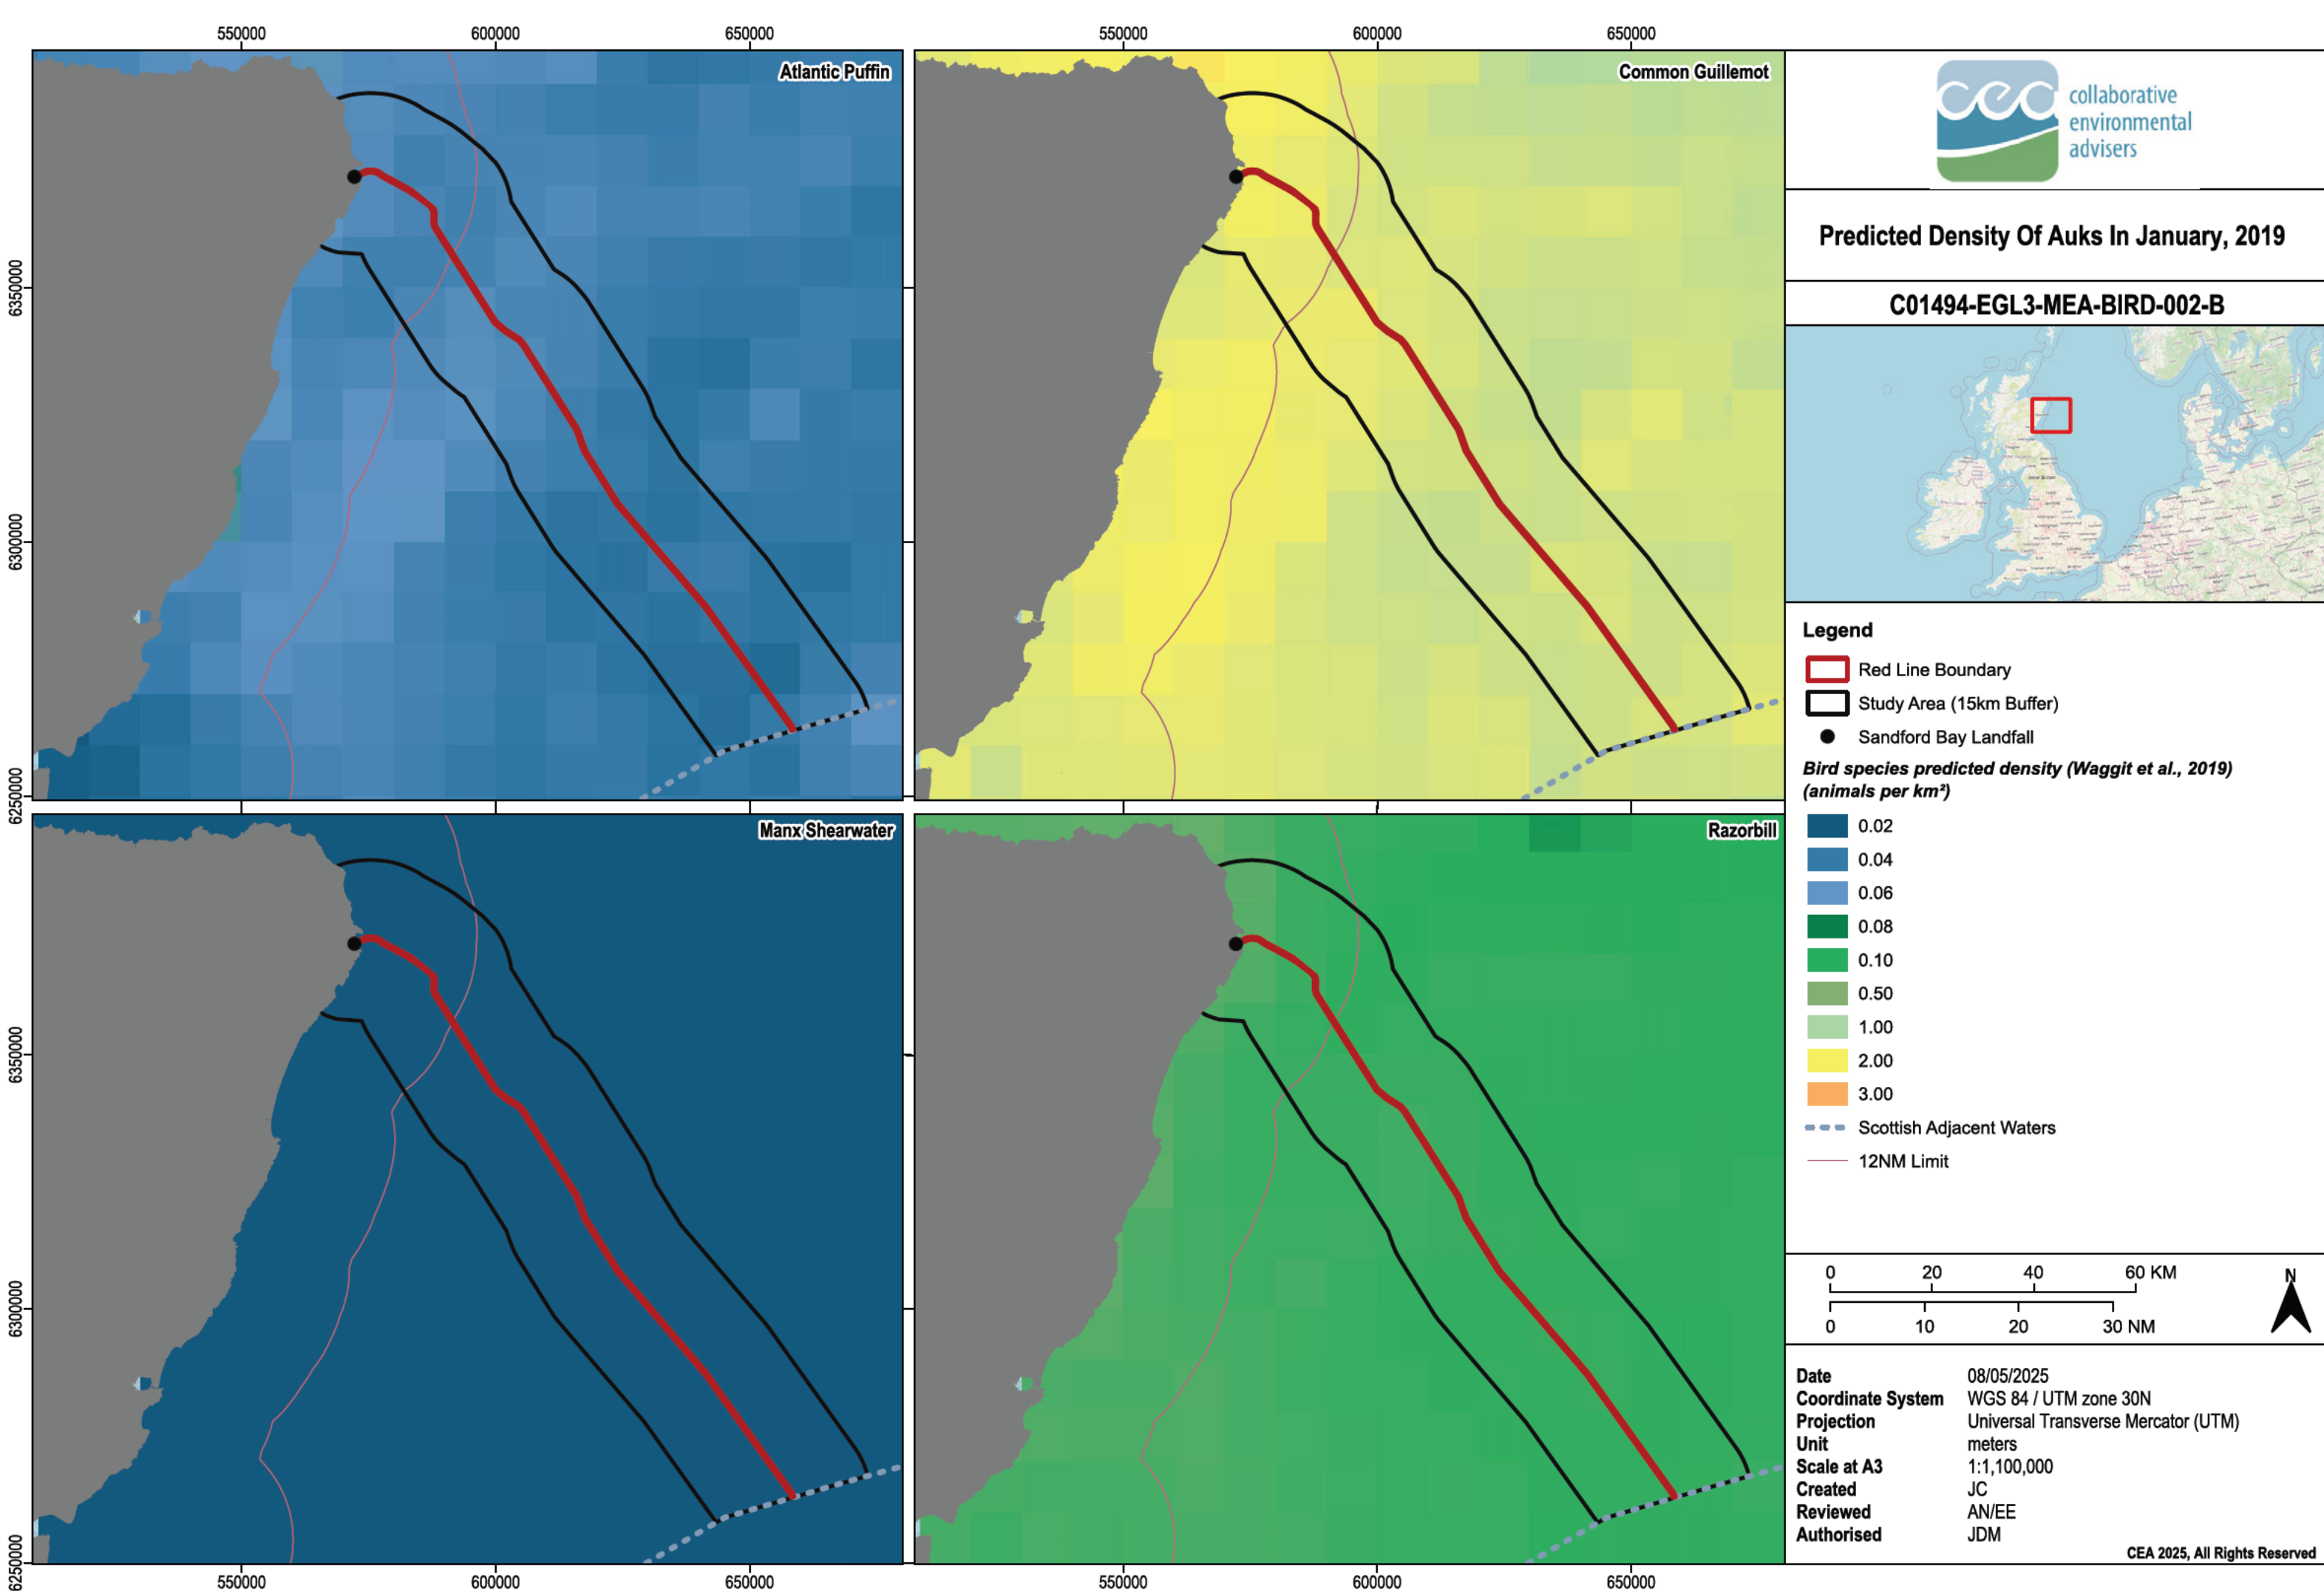 550000 600000 650000 550000 600000 650000
Atlantic Puffin
Common Guillemot
6350000
6300000
6250000
Manx Shearwater
Razorbill
6350000
6300000
6250000
550000 600000 650000 550000 600000 650000
cea
collaborative
environmental
advisers
Predicted Density Of Auks In January, 2019
C01494-EGL3-MEA-BIRD-002-B
Legend
Red Line Boundary
Study Area (15km Buffer)
Sandford Bay Landfall
Bird species predicted density (Waggit et al., 2019)
(animals per km²)
0.02
0.04
0.06
0.08
0.10
0.50
1.00
2.00
3.00
Scottish Adjacent Waters
12NM Limit
0 20 40 60 KM
0 10 20 30 NM
N
Date 08/05/2025
Coordinate System WGS 84 / UTM zone 30N
Projection Universal Transverse Mercator (UTM)
Unit meters
Scale at A3 1:1,100,000
Created JC
Reviewed AN/EE
Authorised JDM
CEA 2025, All Rights Reserved